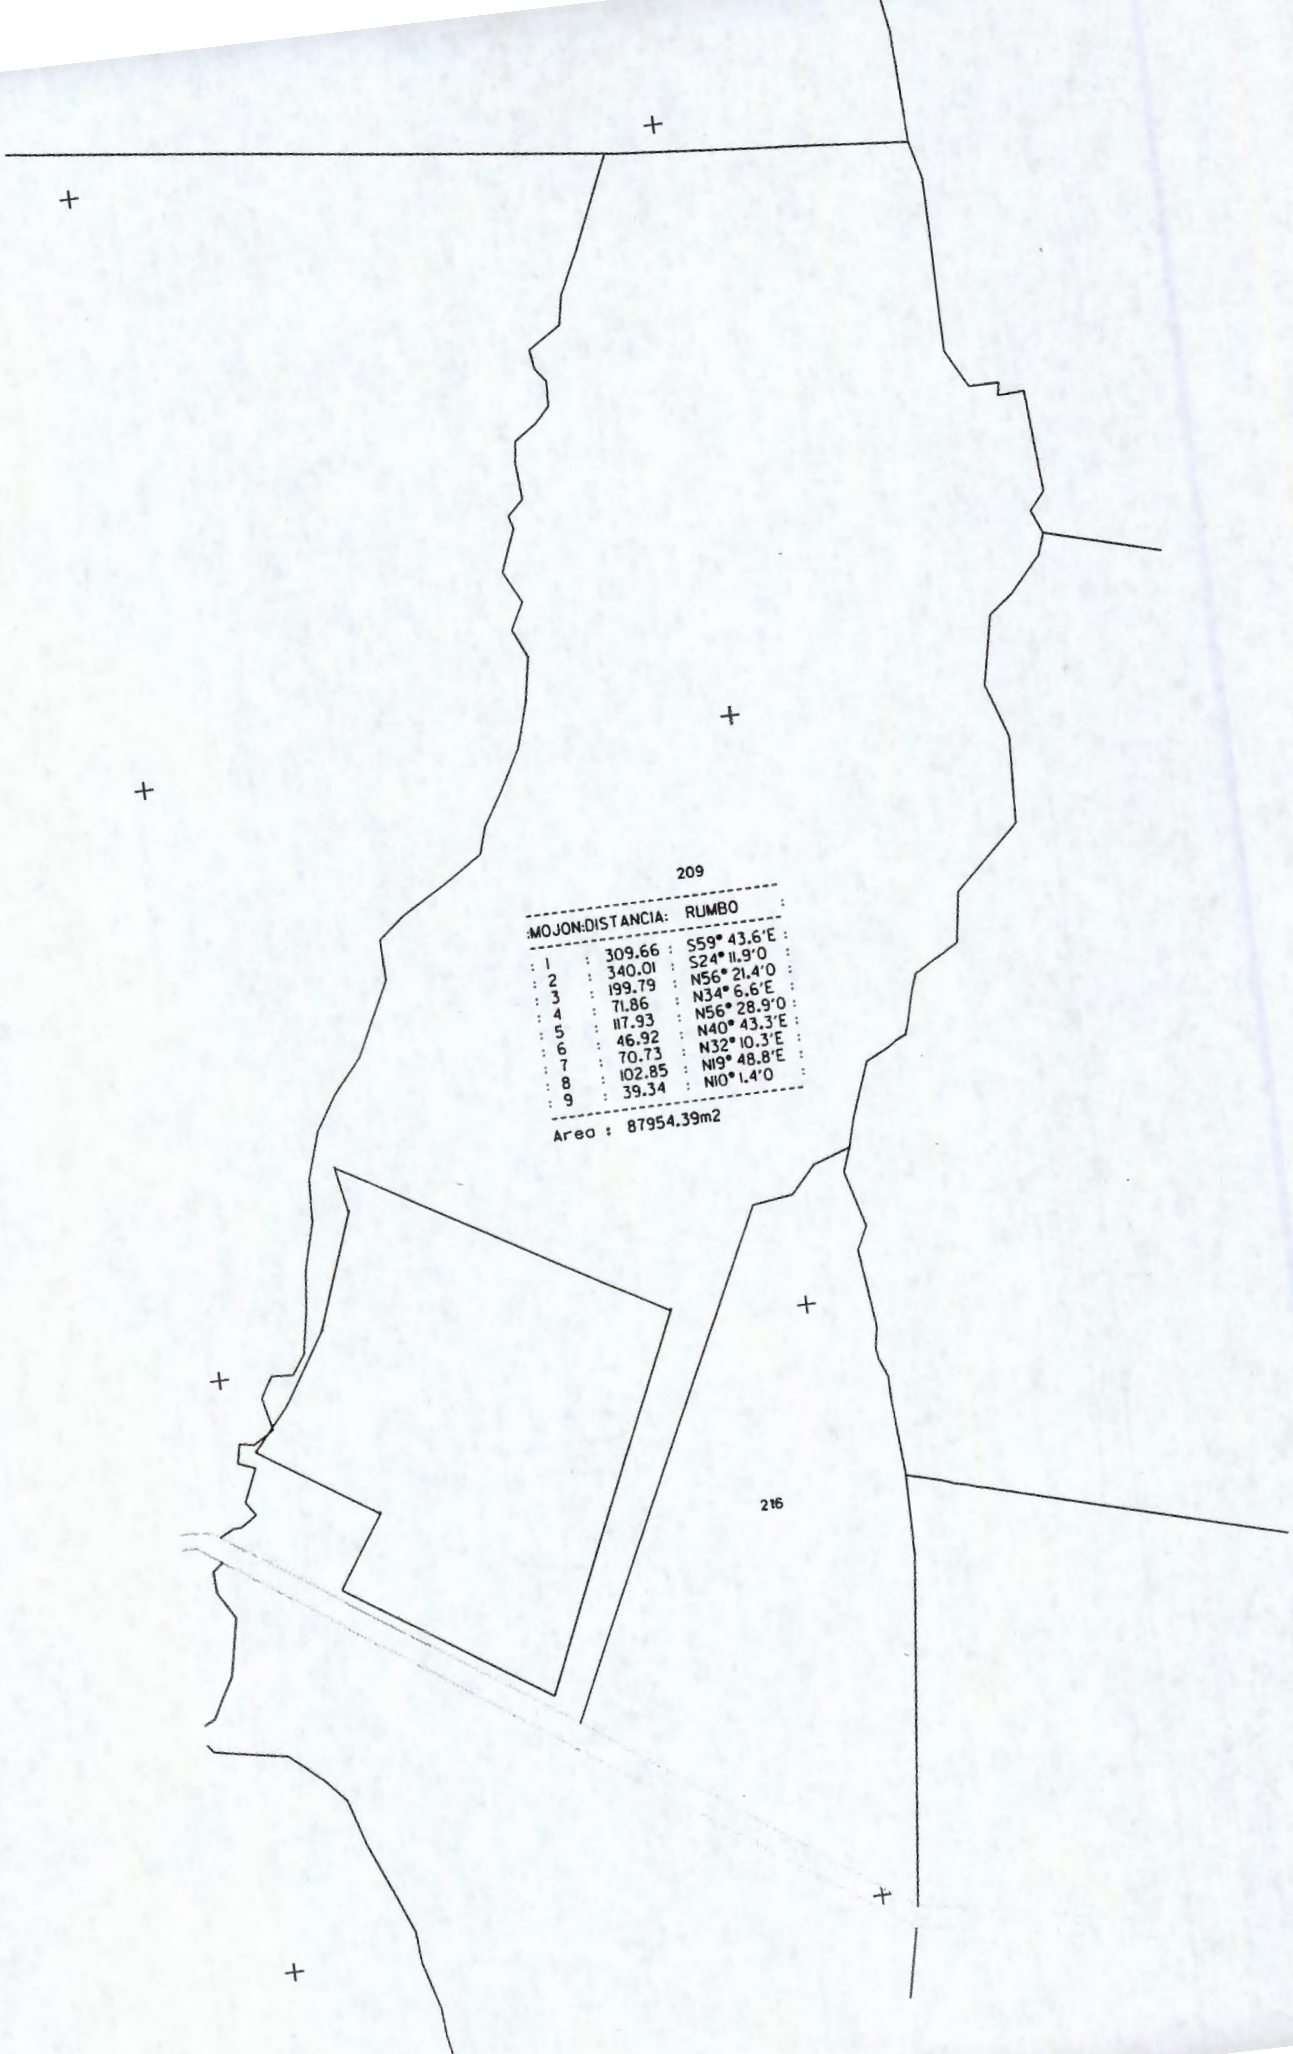 209
:MOJON:DISTANCIA: RUMBO :
: 1 : 309.66 : S59° 43.6'E :
: 2 : 340.01 : S24° 11.9'O :
: 3 : 199.79 : N56° 21.4'O :
: 4 : 71.86 : N34° 6.6'E :
: 5 : 117.93 : N56° 28.9'O :
: 6 : 46.92 : N40° 43.3'E :
: 7 : 70.73 : N32° 10.3'E :
: 8 : 102.85 : N19° 48.8'E :
: 9 : 39.34 : N10° 1.4'O :
Area : 87954.39m2
216